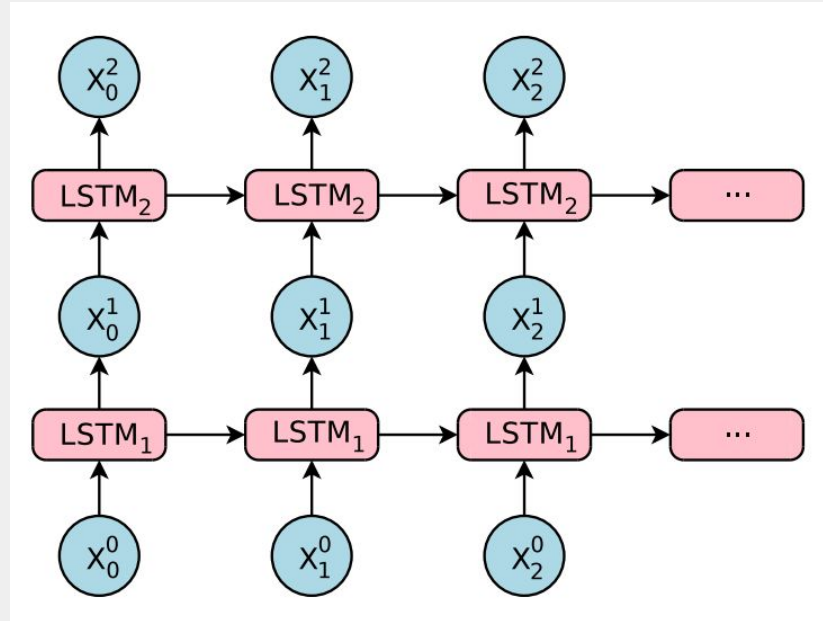 X₀² X₁² X₂²
LSTM₂ LSTM₂ LSTM₂ ...
X₀¹ X₁¹ X₂¹
LSTM₁ LSTM₁ LSTM₁ ...
X₀⁰ X₁⁰ X₂⁰